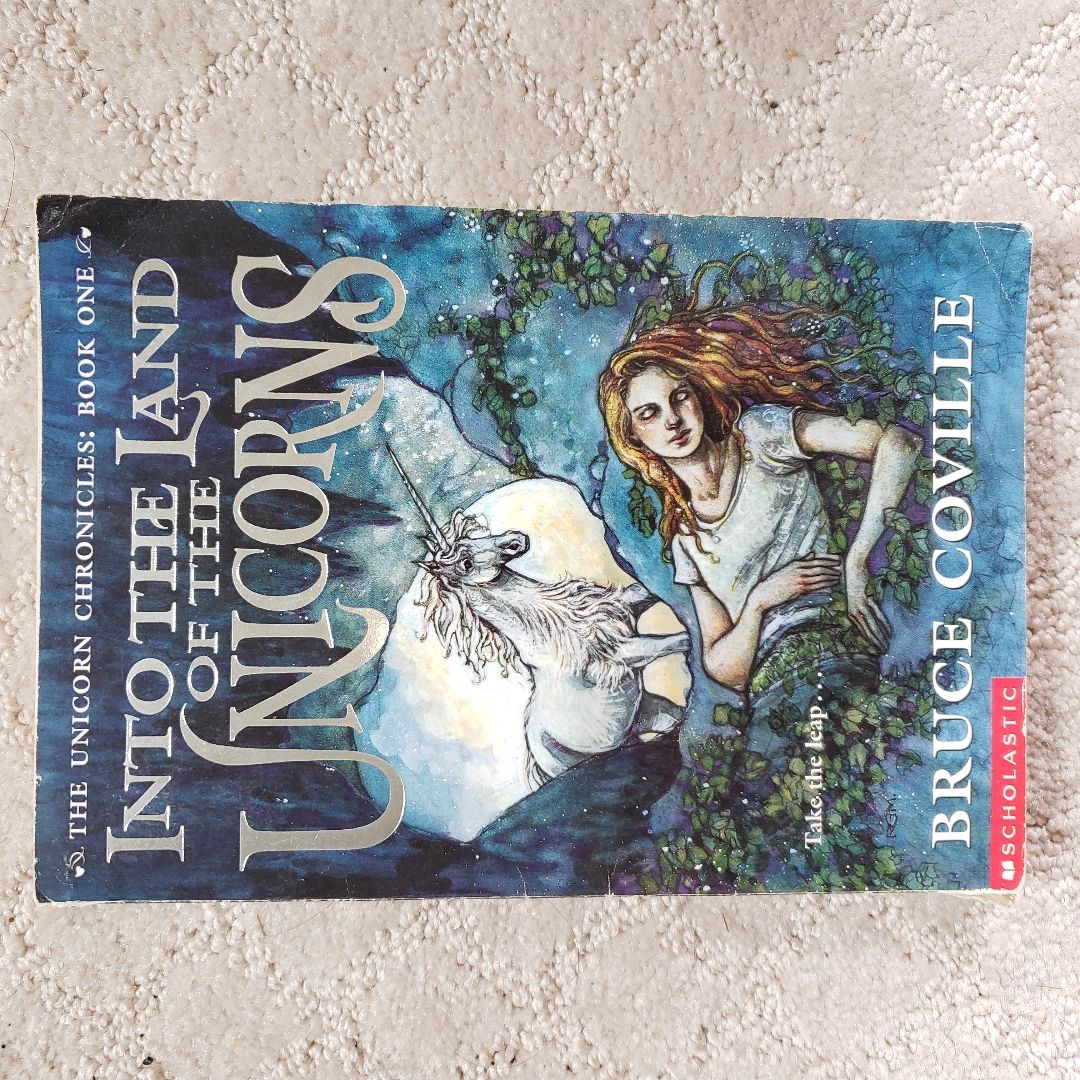 THE UNICORN CHRONICLES: BOOK ONE
INTO THE LAND
OF THE
UNICORNS
Take the leap . . .
BRUCE COVILLE
SCHOLASTIC